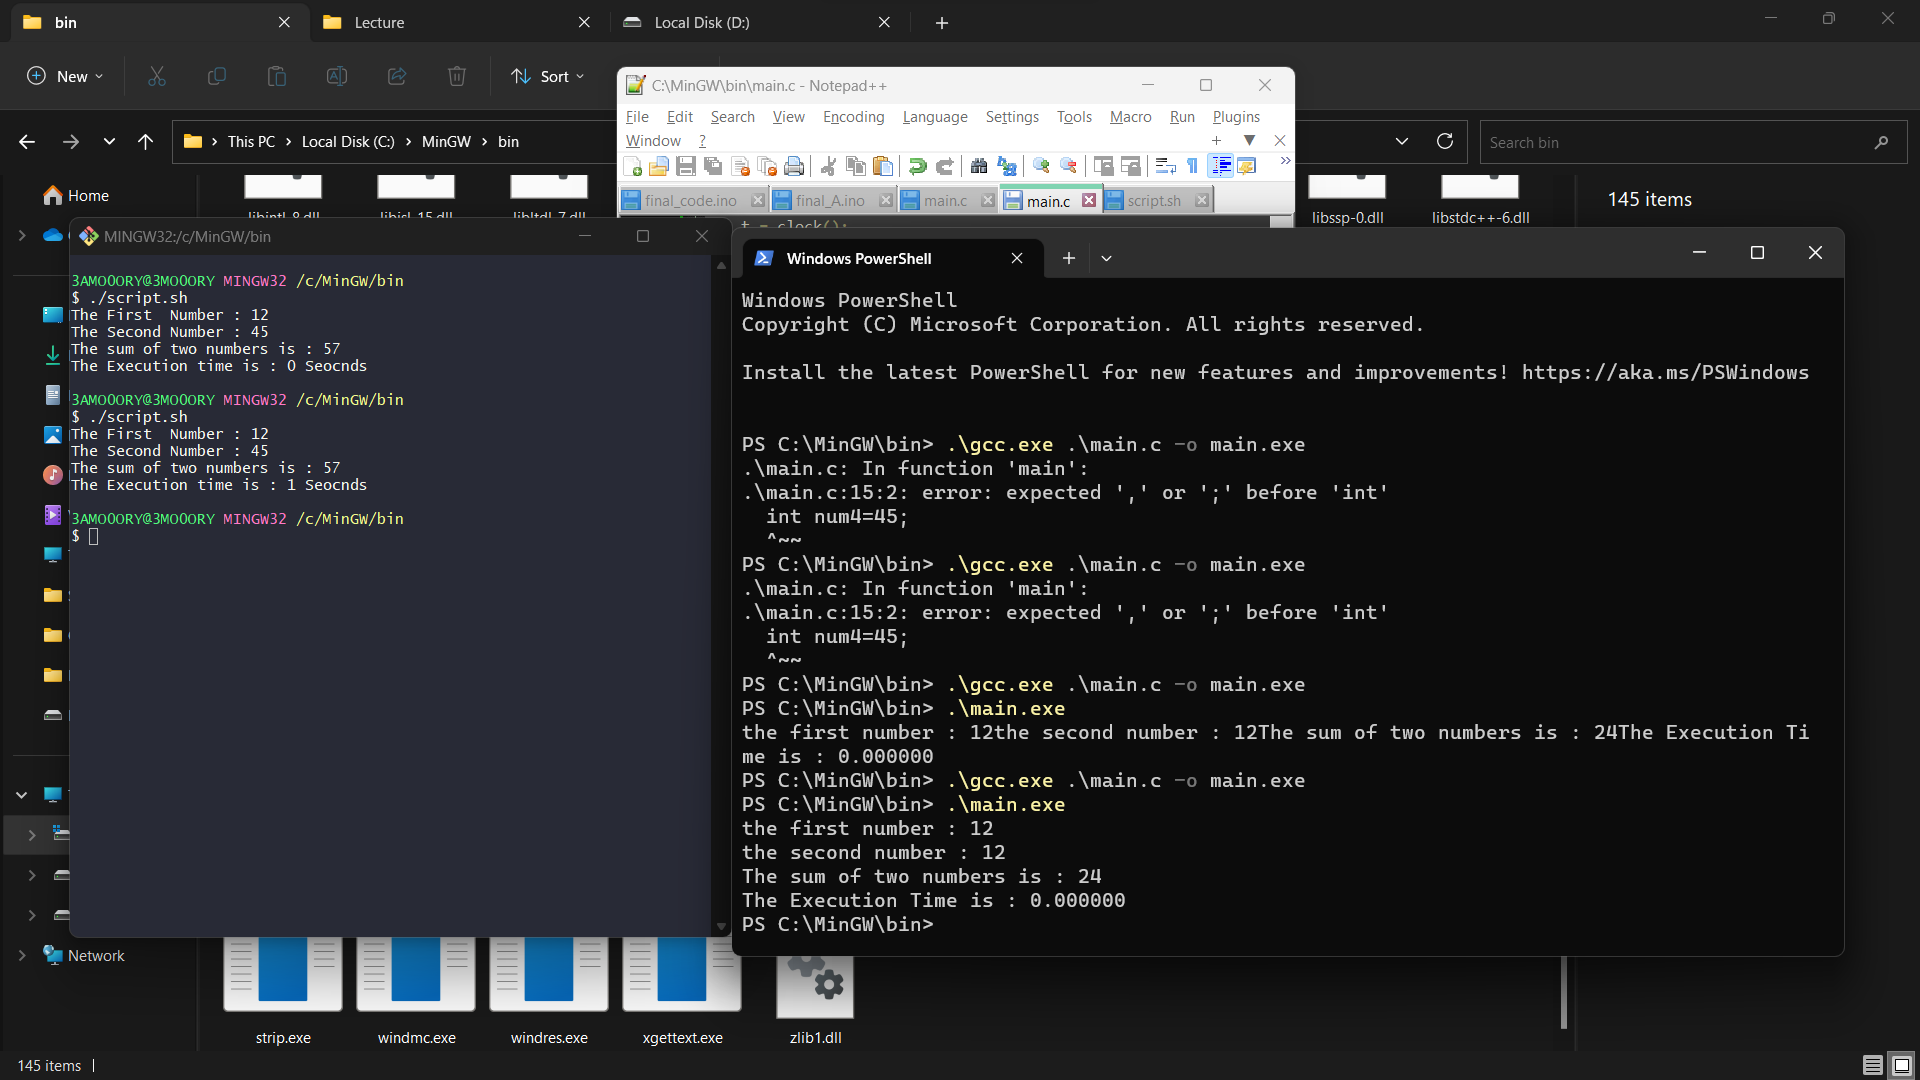 bin
Lecture
Local Disk (D:)
New
Sort
C:\MinGW\bin\main.c - Notepad++
File Edit Search View Encoding Language Settings Tools Macro Run Plugins
Window ?
This PC > Local Disk (C:) > MinGW > bin
Search bin
final_code.ino final_A.ino main.c main.c script.sh
Home
libintl-8.dll libisl-15.dll libltdl-7.dll libssp-0.dll libstdc++-6.dll
145 items
t = clock();
MINGW32:/c/MinGW/bin
3AMOOORY@3MOOORY MINGW32 /c/MinGW/bin
$ ./script.sh
The First  Number : 12
The Second Number : 45
The sum of two numbers is : 57
The Execution time is : 0 Seocnds
3AMOOORY@3MOOORY MINGW32 /c/MinGW/bin
$ ./script.sh
The First  Number : 12
The Second Number : 45
The sum of two numbers is : 57
The Execution time is : 1 Seocnds
3AMOOORY@3MOOORY MINGW32 /c/MinGW/bin
$
Windows PowerShell
Windows PowerShell
Copyright (C) Microsoft Corporation. All rights reserved.
Install the latest PowerShell for new features and improvements! https://aka.ms/PSWindows
PS C:\MinGW\bin> .\gcc.exe .\main.c -o main.exe
.\main.c: In function 'main':
.\main.c:15:2: error: expected ',' or ';' before 'int'
int num4=45;
^~~
PS C:\MinGW\bin> .\gcc.exe .\main.c -o main.exe
.\main.c: In function 'main':
.\main.c:15:2: error: expected ',' or ';' before 'int'
int num4=45;
^~~
PS C:\MinGW\bin> .\gcc.exe .\main.c -o main.exe
PS C:\MinGW\bin> .\main.exe
the first number : 12the second number : 12The sum of two numbers is : 24The Execution Ti
me is : 0.000000
PS C:\MinGW\bin> .\gcc.exe .\main.c -o main.exe
PS C:\MinGW\bin> .\main.exe
the first number : 12
the second number : 12
The sum of two numbers is : 24
The Execution Time is : 0.000000
PS C:\MinGW\bin>
Network
strip.exe windmc.exe windres.exe xgettext.exe zlib1.dll
145 items